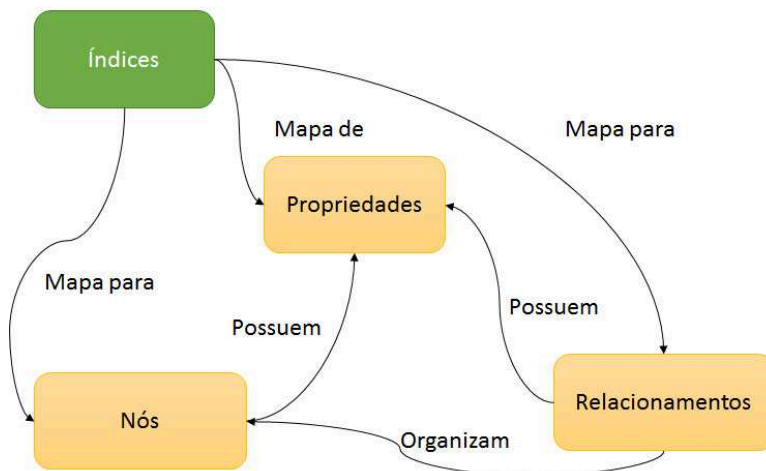 Índices
Mapa de
Mapa para
Propriedades
Mapa para
Possuem
Possuem
Nós
Relacionamentos
Organizam